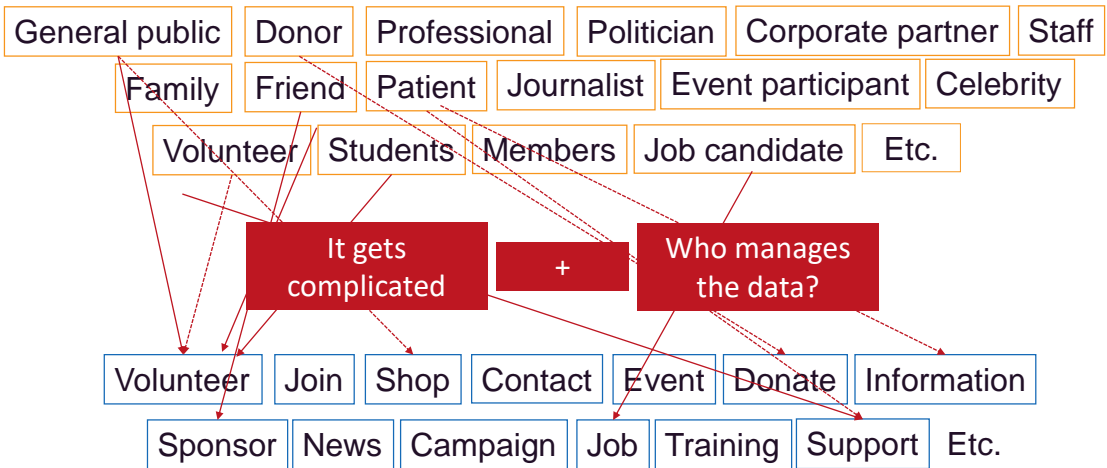 General public Donor Professional Politician Corporate partner Staff
Family Friend Patient Journalist Event participant Celebrity
Volunteer Students Members Job candidate Etc.
It gets
complicated
+
Who manages
the data?
Volunteer Join Shop Contact Event Donate Information
Sponsor News Campaign Job Training Support Etc.